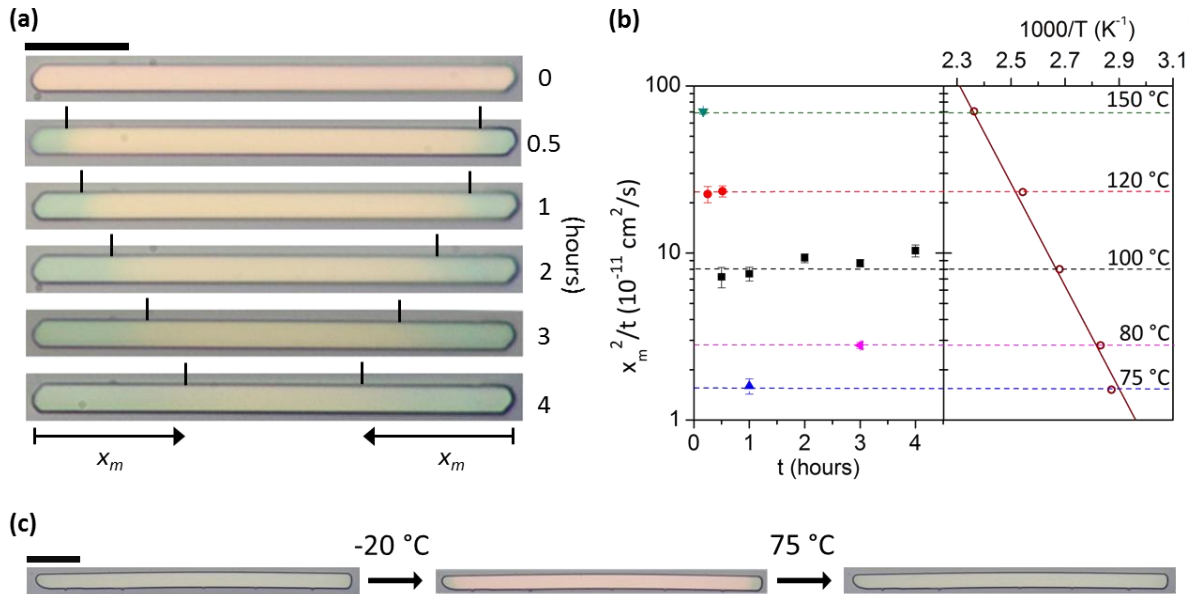 (a)
0
0.5
1
2
3
4
(hours)
x_m
x_m
(b)
1000/T (K⁻¹)
2.3 2.5 2.7 2.9 3.1
100
10
1
x_m²/t (10⁻¹¹ cm²/s)
150 °C
120 °C
100 °C
80 °C
75 °C
0 1 2 3 4
t (hours)
(c)
-20 °C
75 °C